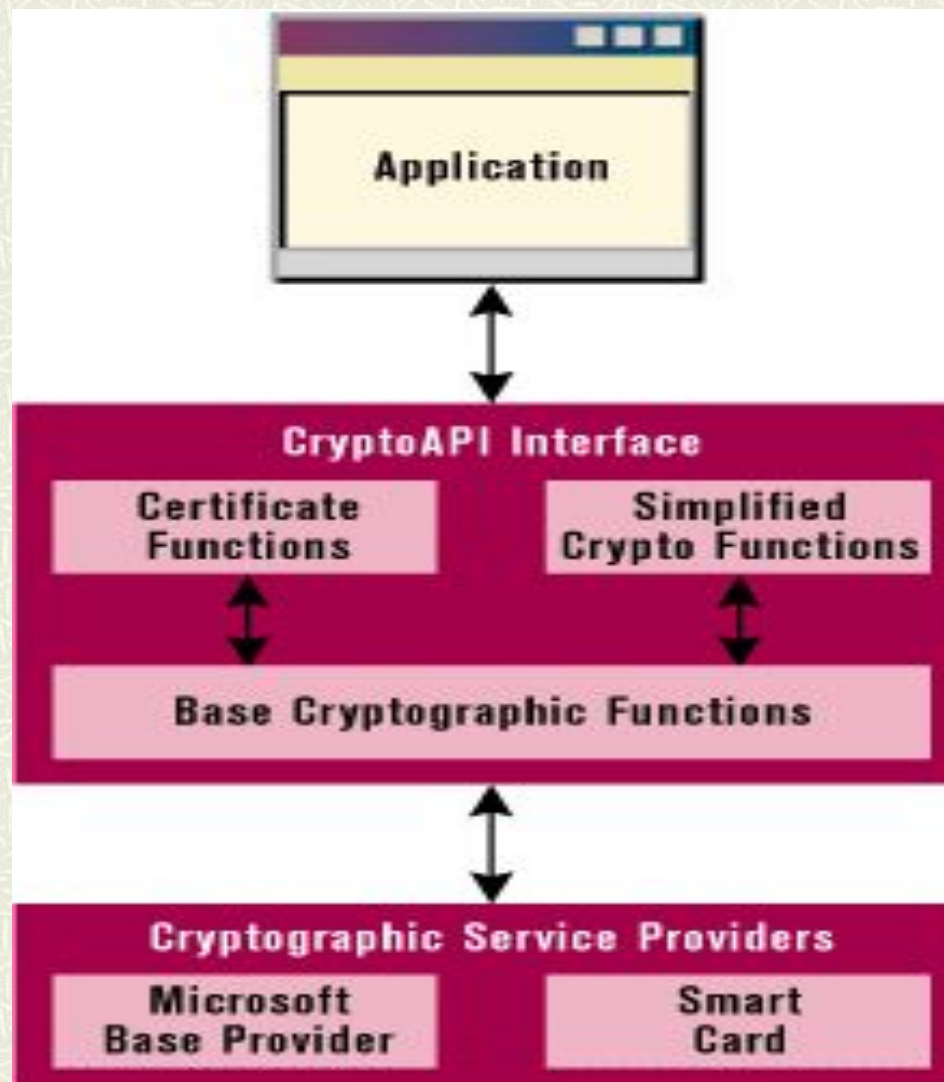 Application
CryptoAPI Interface
Certificate
Functions
Simplified
Crypto Functions
Base Cryptographic Functions
Cryptographic Service Providers
Microsoft
Base Provider
Smart
Card